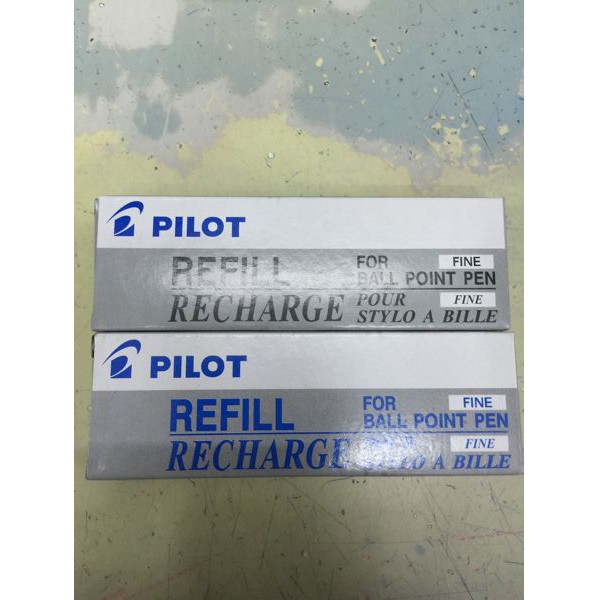 PILOT
REFILL
FOR FINE
BALL POINT PEN
RECHARGE
POUR FINE
STYLO A BILLE
PILOT
REFILL
FOR FINE
BALL POINT PEN
RECHARGE
FINE
STYLO A BILLE